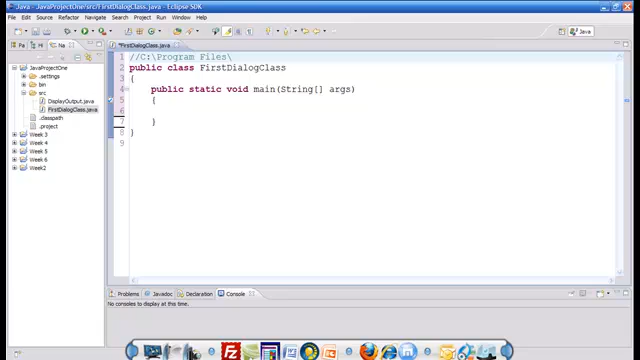 Java - JavaProjectOne/src/FirstDialogClass.java - Eclipse SDK
File Edit Source Refactor Navigate Search Project Run Window Help
Java
Pa Hi Na
*FirstDialogClass.java
JavaProjectOne
.settings
bin
src
DisplayOutput.java
FirstDialogClass.java
.classpath
.project
Week 3
Week 4
Week 5
Week 6
Week2
1 //C:\Program Files\
2 public class FirstDialogClass
3 {
4 public static void main(String[] args)
5 {
6
7 }
8 }
9
Problems Javadoc Declaration Console
No consoles to display at this time.